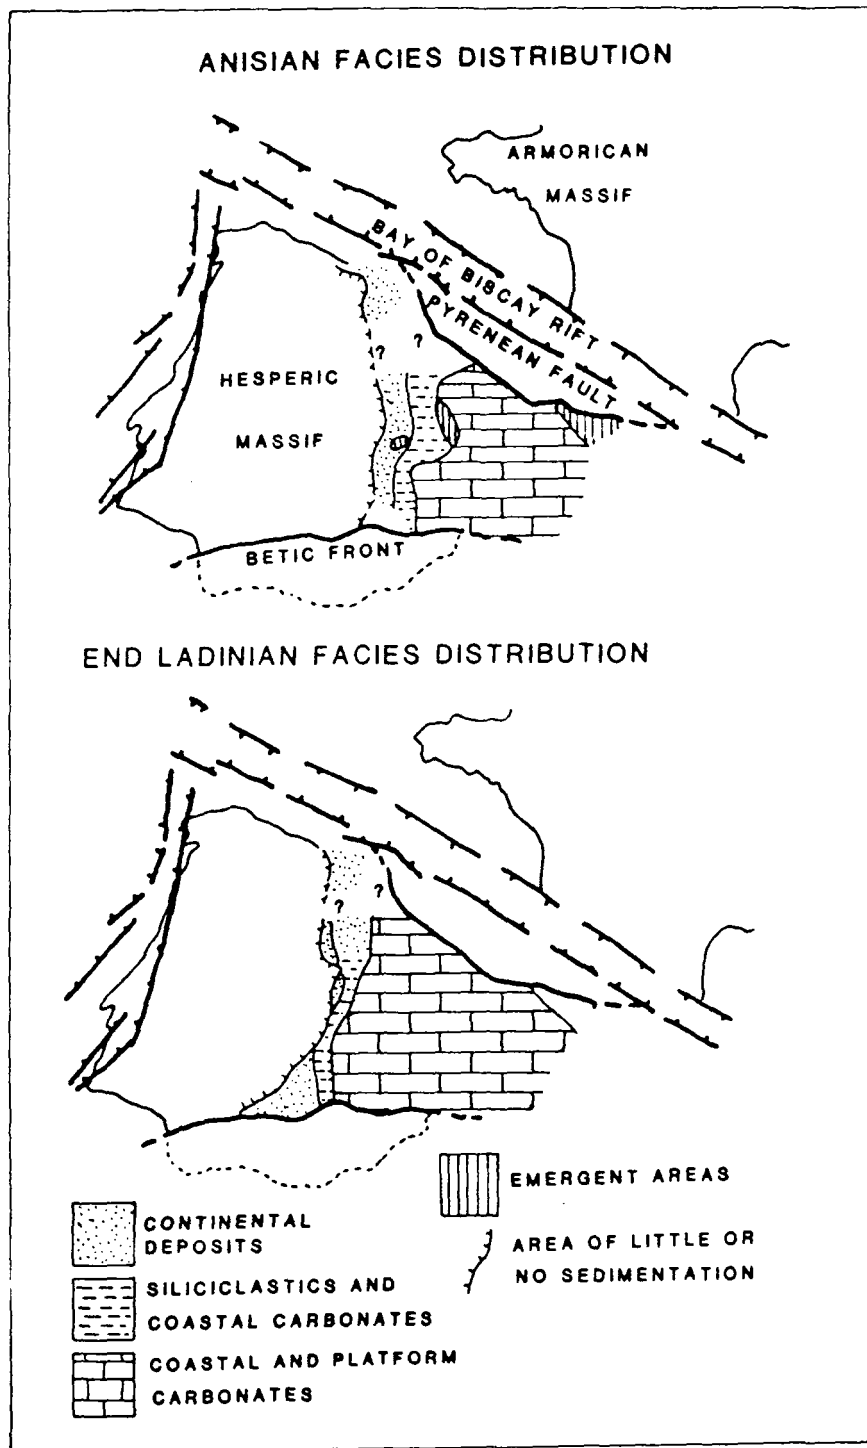 ANISIAN FACIES DISTRIBUTION
ARMORICAN
MASSIF
BAY OF BISCAY RIFT
PYRENEAN FAULT
?
?
HESPERIC
MASSIF
BETIC FRONT
END LADINIAN FACIES DISTRIBUTION
?
?
EMERGENT AREAS
CONTINENTAL
DEPOSITS
AREA OF LITTLE OR
NO SEDIMENTATION
SILICICLASTICS AND
COASTAL CARBONATES
COASTAL AND PLATFORM
CARBONATES